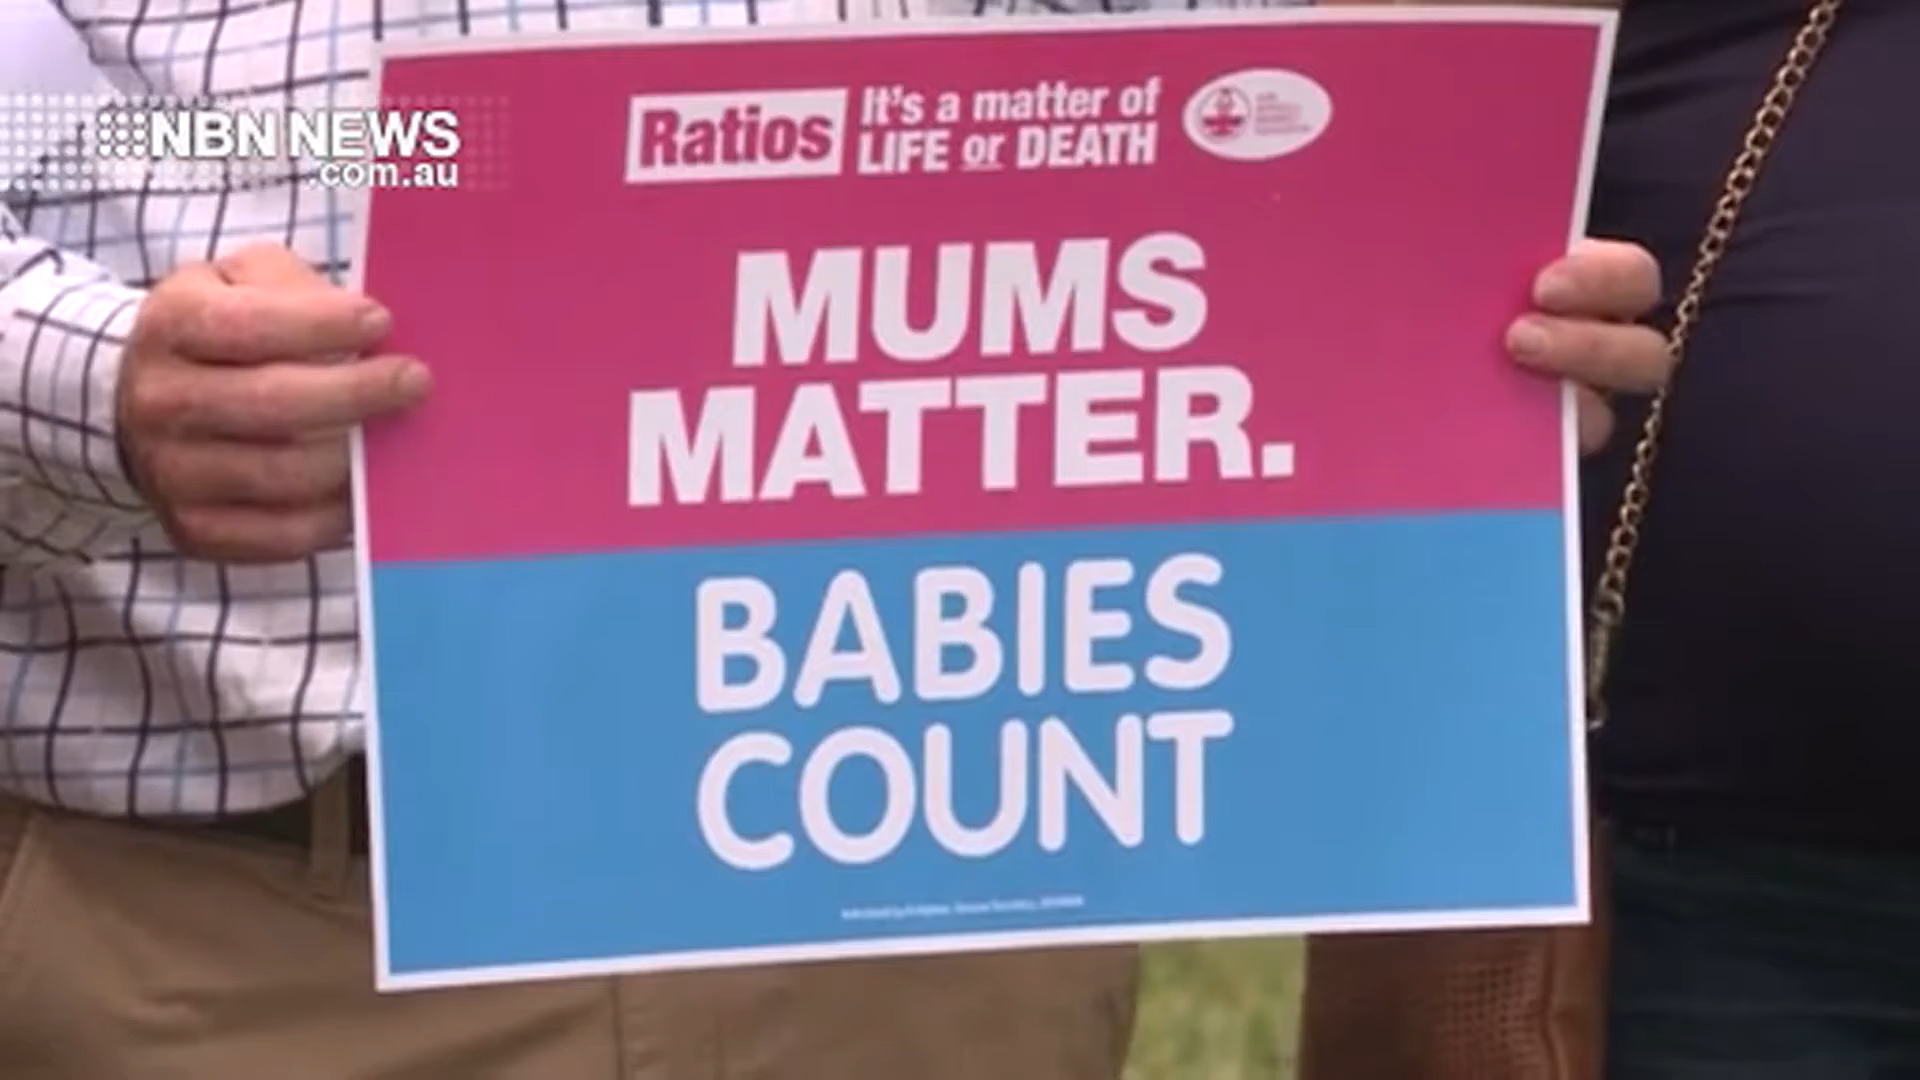 NBN NEWS
.com.au
Ratios
It's a matter of
LIFE or DEATH
MUMS
MATTER.
BABIES
COUNT